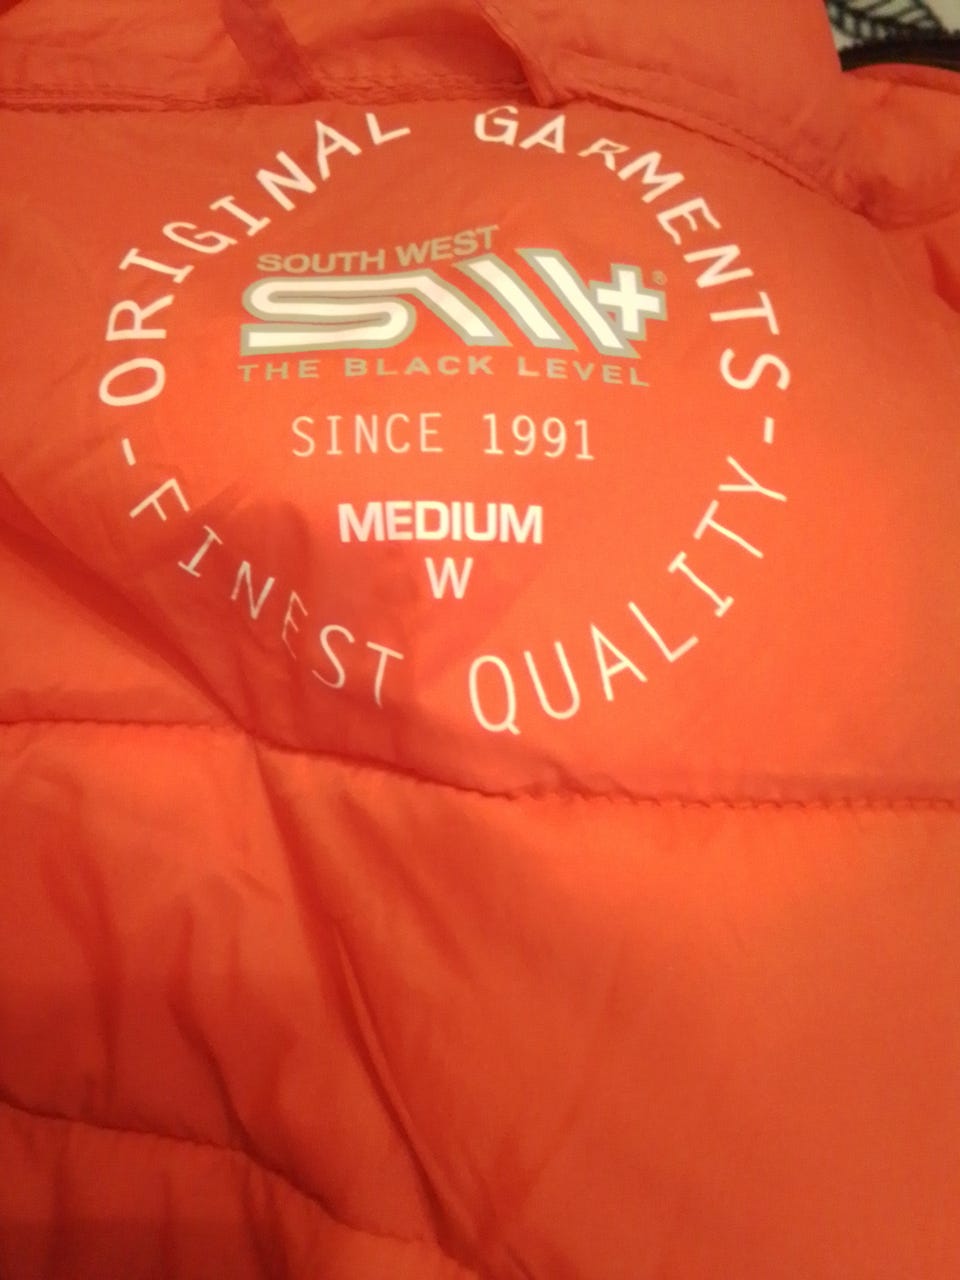 - ORIGINAL GARMENTS -
SOUTH WEST
SW+®
THE BLACK LEVEL
SINCE 1991
MEDIUM
W
FINEST QUALITY